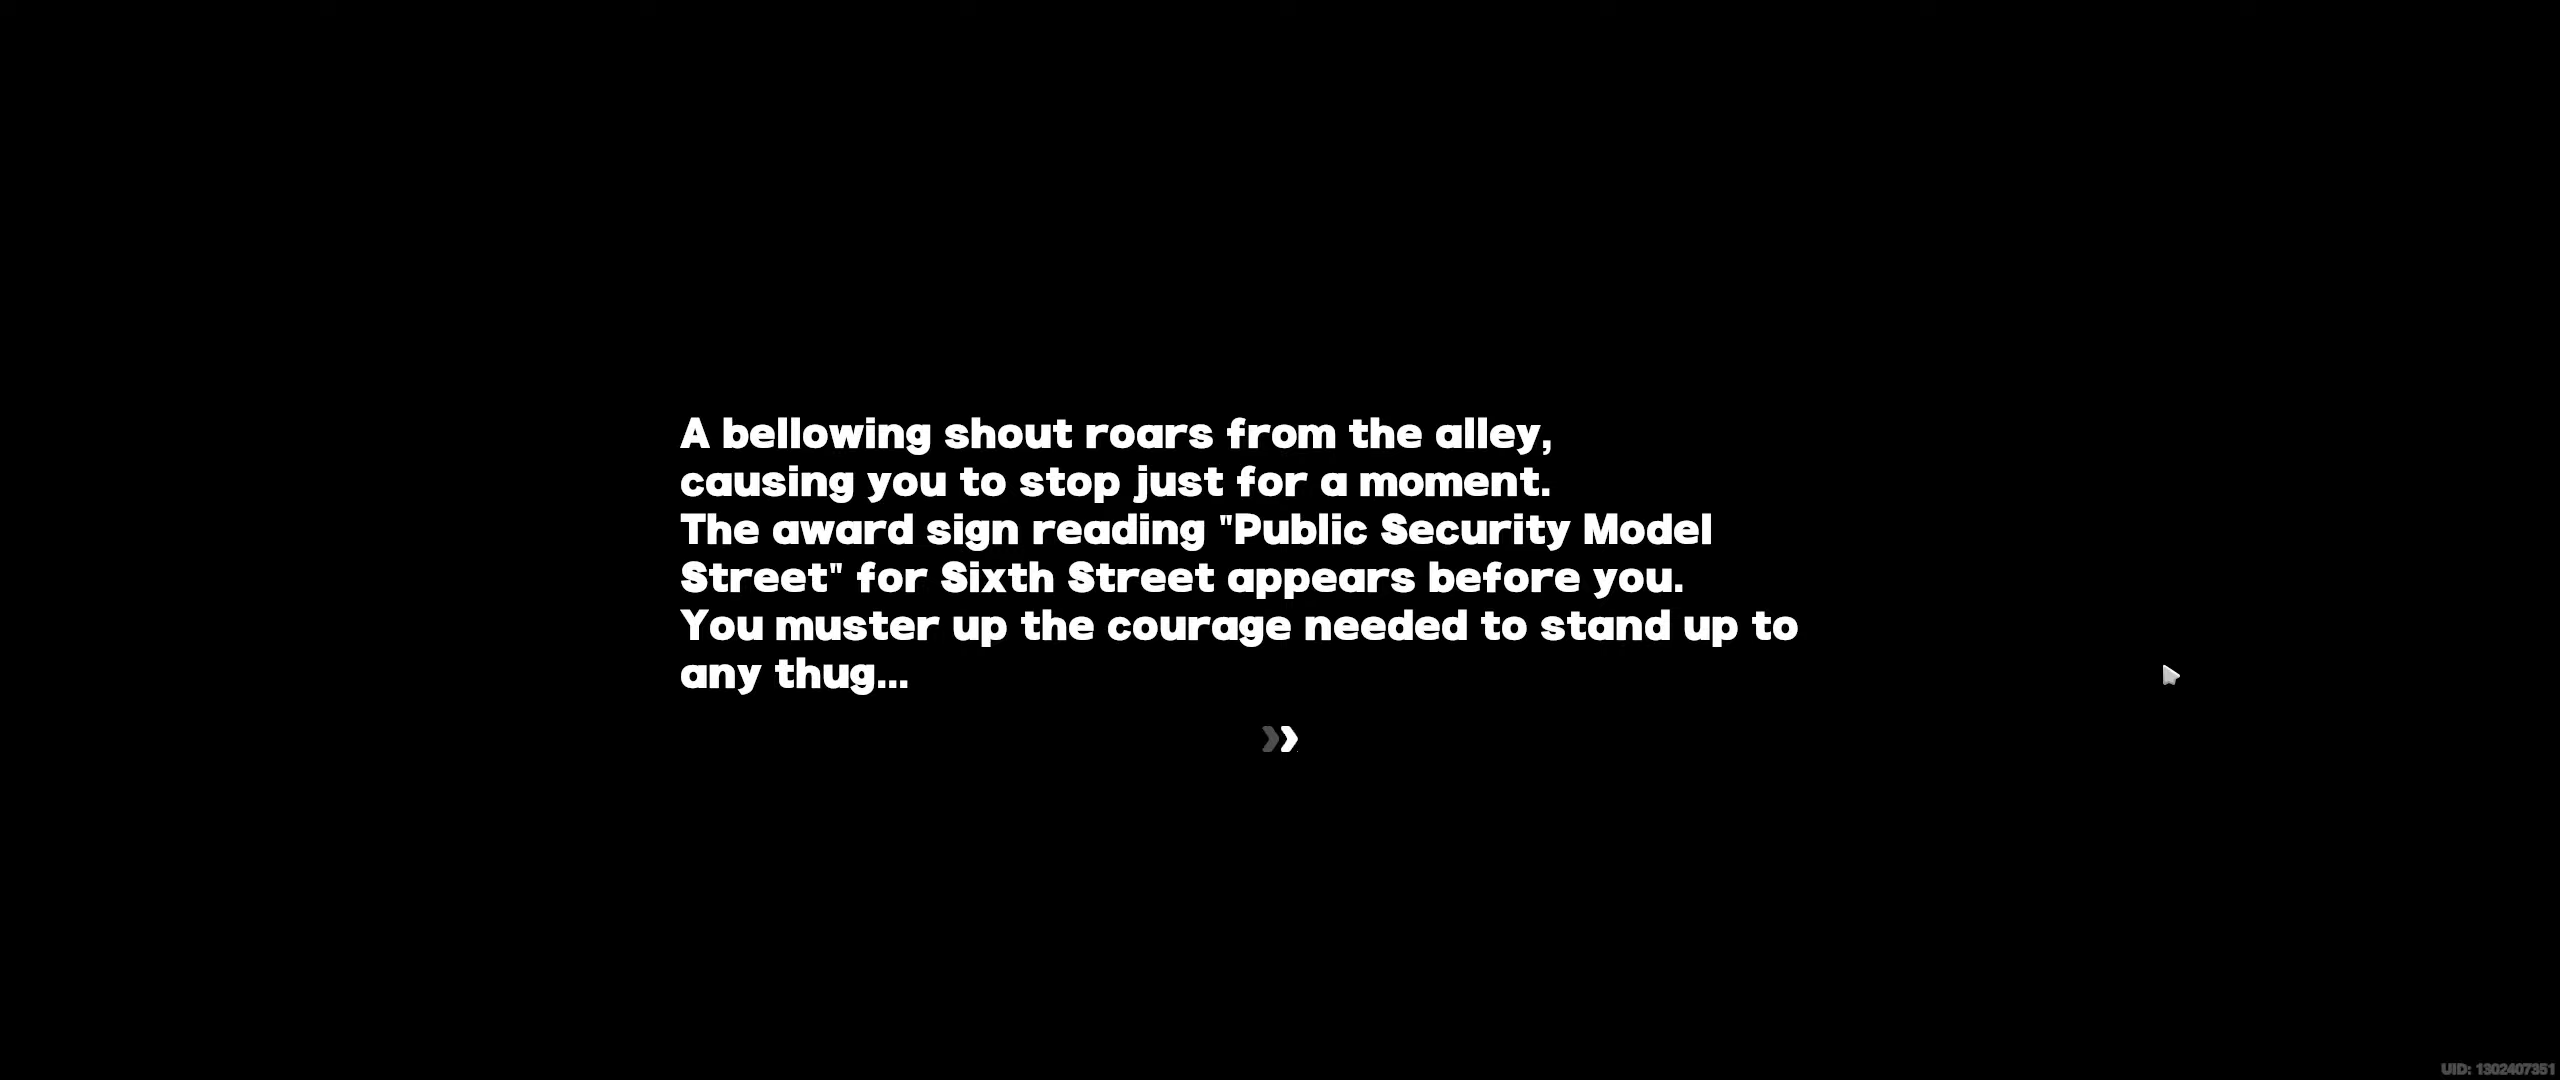 A bellowing shout roars from the alley,
causing you to stop just for a moment.
The award sign reading "Public Security Model
Street" for Sixth Street appears before you.
You muster up the courage needed to stand up to
any thug...
UID: 1302407351